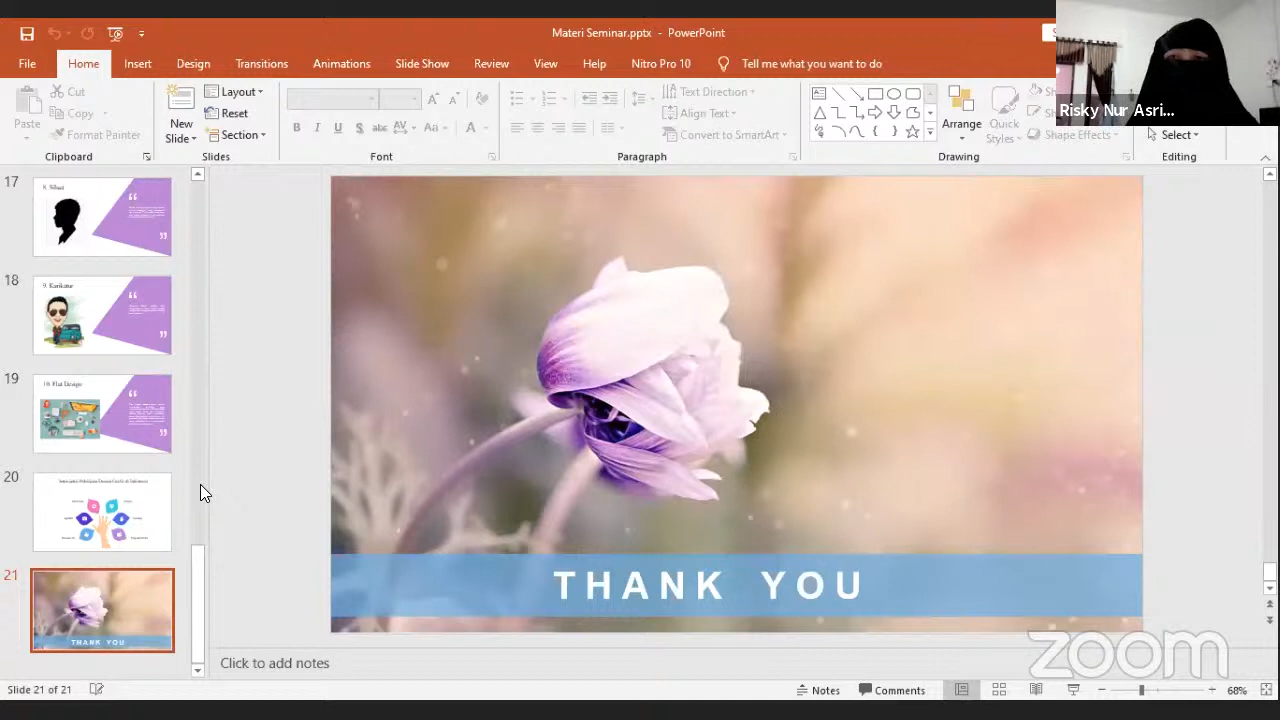 Materi Seminar.pptx - PowerPoint
File Home Insert Design Transitions Animations Slide Show Review View Help Nitro Pro 10 Tell me what you want to do
Paste
Cut
Copy
Format Painter
Clipboard
New Slide
Layout
Reset
Section
Slides
B I U S abc AV Aa A
Font
Text Direction
Align Text
Convert to SmartArt
Paragraph
Arrange
Quick Styles
Shape Effects
Drawing
Select
Editing
Risky Nur Asri...
17
8. Siluet
18
9. Karikatur
19
10. Flat Design
20
21
THANK YOU
THANK YOU
Click to add notes
zoom
Slide 21 of 21
Notes
Comments
68%